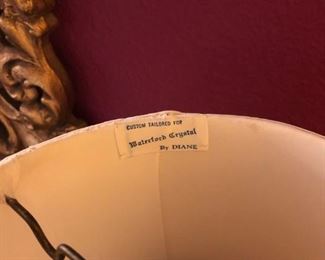 CUSTOM TAILORED FOR
Waterford Crystal
By DIANE